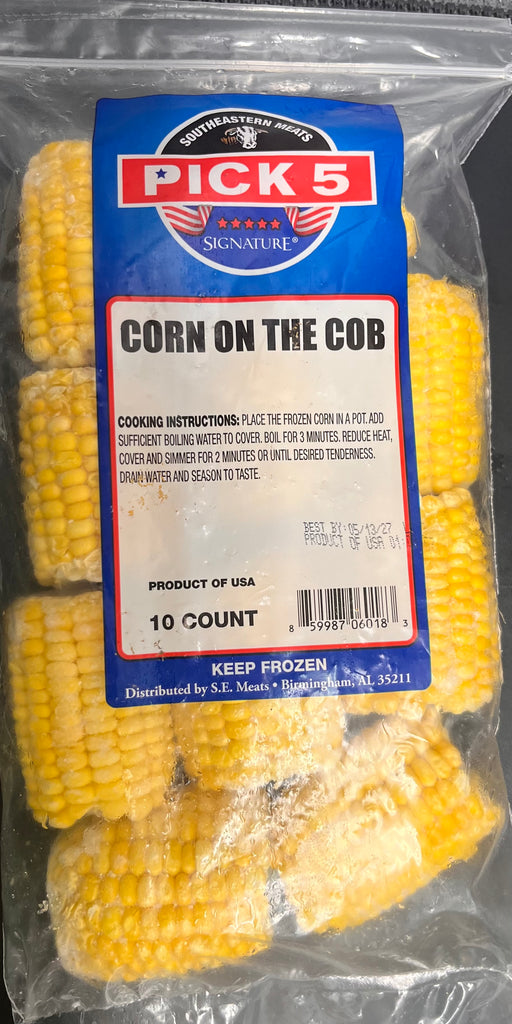 SOUTHEASTERN MEATS
PICK 5
SIGNATURE®
CORN ON THE COB
COOKING INSTRUCTIONS: PLACE THE FROZEN CORN IN A POT. ADD
SUFFICIENT BOILING WATER TO COVER. BOIL FOR 3 MINUTES. REDUCE HEAT,
COVER AND SIMMER FOR 2 MINUTES OR UNTIL DESIRED TENDERNESS.
DRAIN WATER AND SEASON TO TASTE.
BEST BY: 05/13/27
PRODUCT OF USA 01:
PRODUCT OF USA
10 COUNT
8 59987 06018 3
KEEP FROZEN
Distributed by S.E. Meats • Birmingham, AL 35211